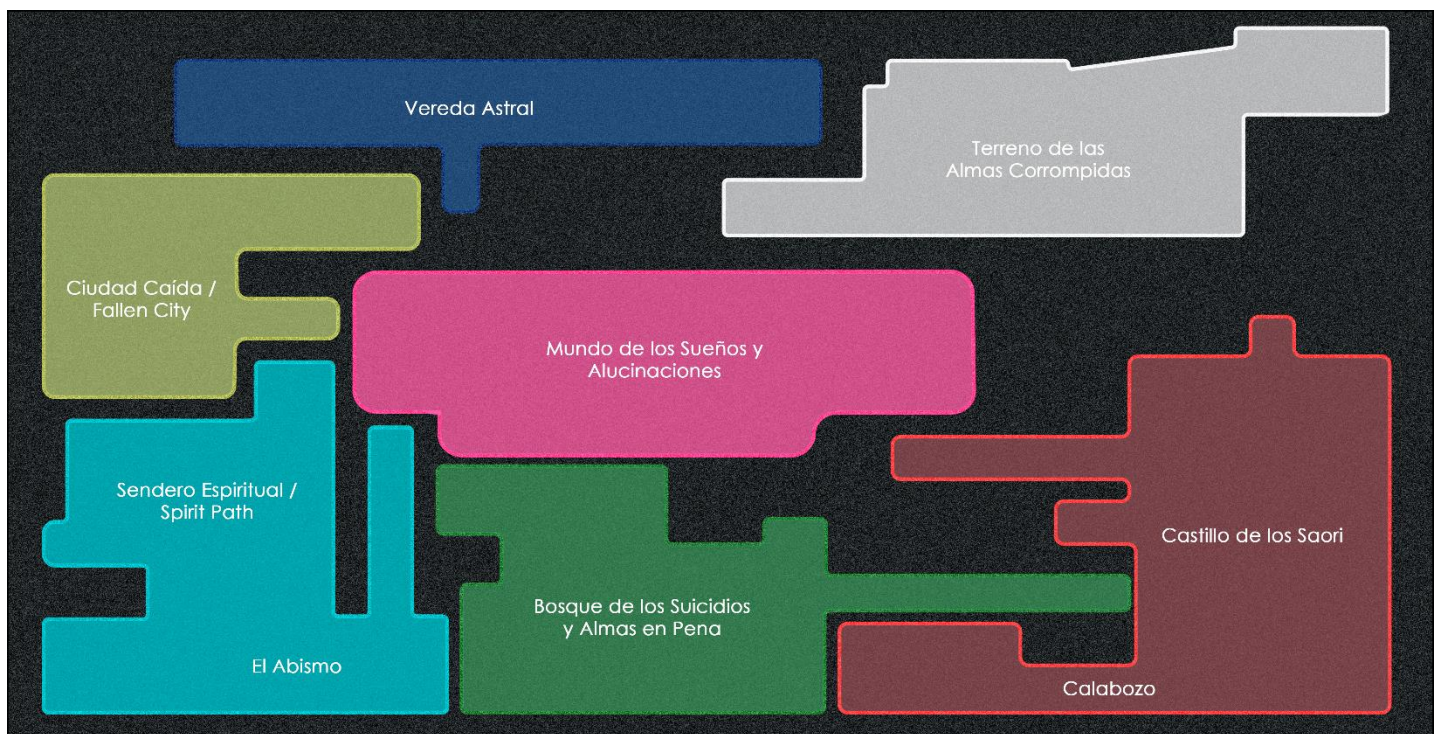 Vereda Astral
Terreno de las
Almas Corrompidas
Ciudad Caída /
Fallen City
Mundo de los Sueños y
Alucinaciones
Sendero Espiritual /
Spirit Path
Castillo de los Saori
Bosque de los Suicidios
y Almas en Pena
El Abismo
Calabozo